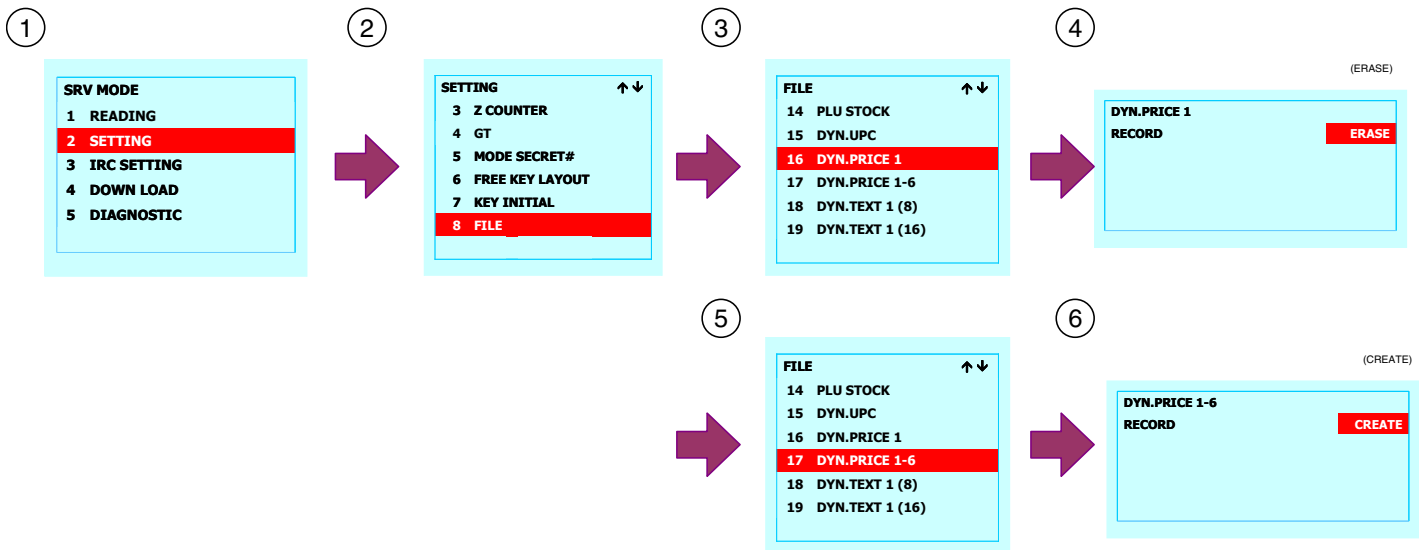 1
SRV MODE
1 READING
2 SETTING
3 IRC SETTING
4 DOWN LOAD
5 DIAGNOSTIC
2
SETTING ↑↓
3 Z COUNTER
4 GT
5 MODE SECRET#
6 FREE KEY LAYOUT
7 KEY INITIAL
8 FILE
3
FILE ↑↓
14 PLU STOCK
15 DYN.UPC
16 DYN.PRICE 1
17 DYN.PRICE 1-6
18 DYN.TEXT 1 (8)
19 DYN.TEXT 1 (16)
4
(ERASE)
DYN.PRICE 1
RECORD ERASE
5
FILE ↑↓
14 PLU STOCK
15 DYN.UPC
16 DYN.PRICE 1
17 DYN.PRICE 1-6
18 DYN.TEXT 1 (8)
19 DYN.TEXT 1 (16)
6
(CREATE)
DYN.PRICE 1-6
RECORD CREATE